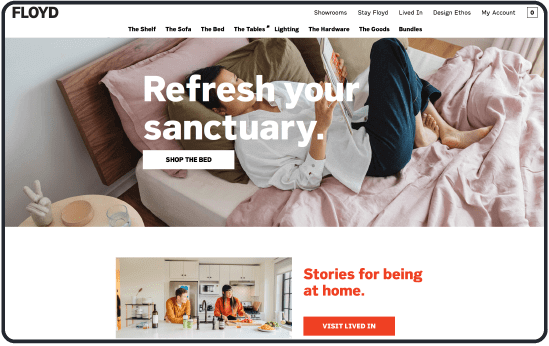 FLOYD
Showrooms Stay Floyd Lived In Design Ethos My Account 0
The Shelf The Sofa The Bed The Tables Lighting The Hardware The Goods Bundles
Refresh your
sanctuary.
SHOP THE BED
Stories for being
at home.
VISIT LIVED IN